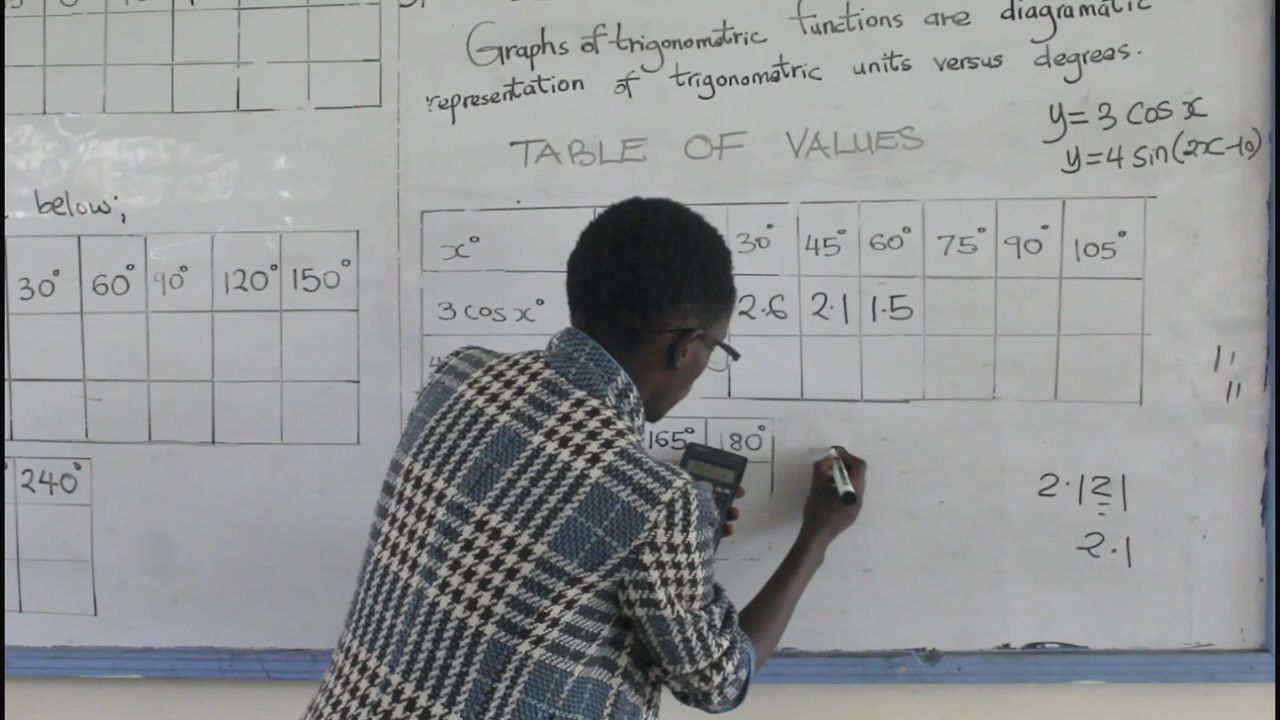 Graphs of trigonometric functions are diagramatic
representation of trigonometric units versus degrees.
y=3 cos x
y=4 sin(2x-10)
TABLE OF VALUES
below;
30° 60° 90° 120° 150°
240°
x° 30° 45° 60° 75° 90° 105°
3 cos x° 2.6 2.1 1.5
165° 180°
2.121
2.1